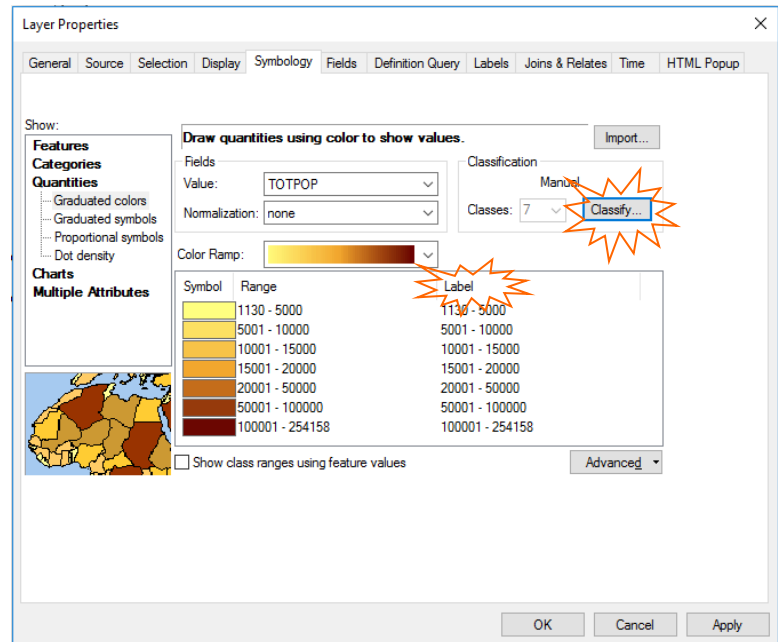 Layer Properties
General Source Selection Display Symbology Fields Definition Query Labels Joins & Relates Time HTML Popup
Show:
Features
Categories
Quantities
Graduated colors
Graduated symbols
Proportional symbols
Dot density
Charts
Multiple Attributes
Draw quantities using color to show values.
Import...
Fields
Value: TOTPOP
Normalization: none
Classification
Manual
Classes: 7 Classify...
Color Ramp:
Symbol Range Label
1130 - 5000 1130 - 5000
5001 - 10000 5001 - 10000
10001 - 15000 10001 - 15000
15001 - 20000 15001 - 20000
20001 - 50000 20001 - 50000
50001 - 100000 50001 - 100000
100001 - 254158 100001 - 254158
Show class ranges using feature values
Advanced
OK Cancel Apply